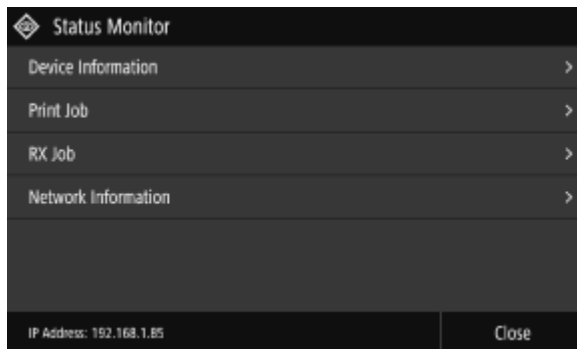 Status Monitor
Device Information
Print Job
RX Job
Network Information
IP Address: 192.168.1.85
Close